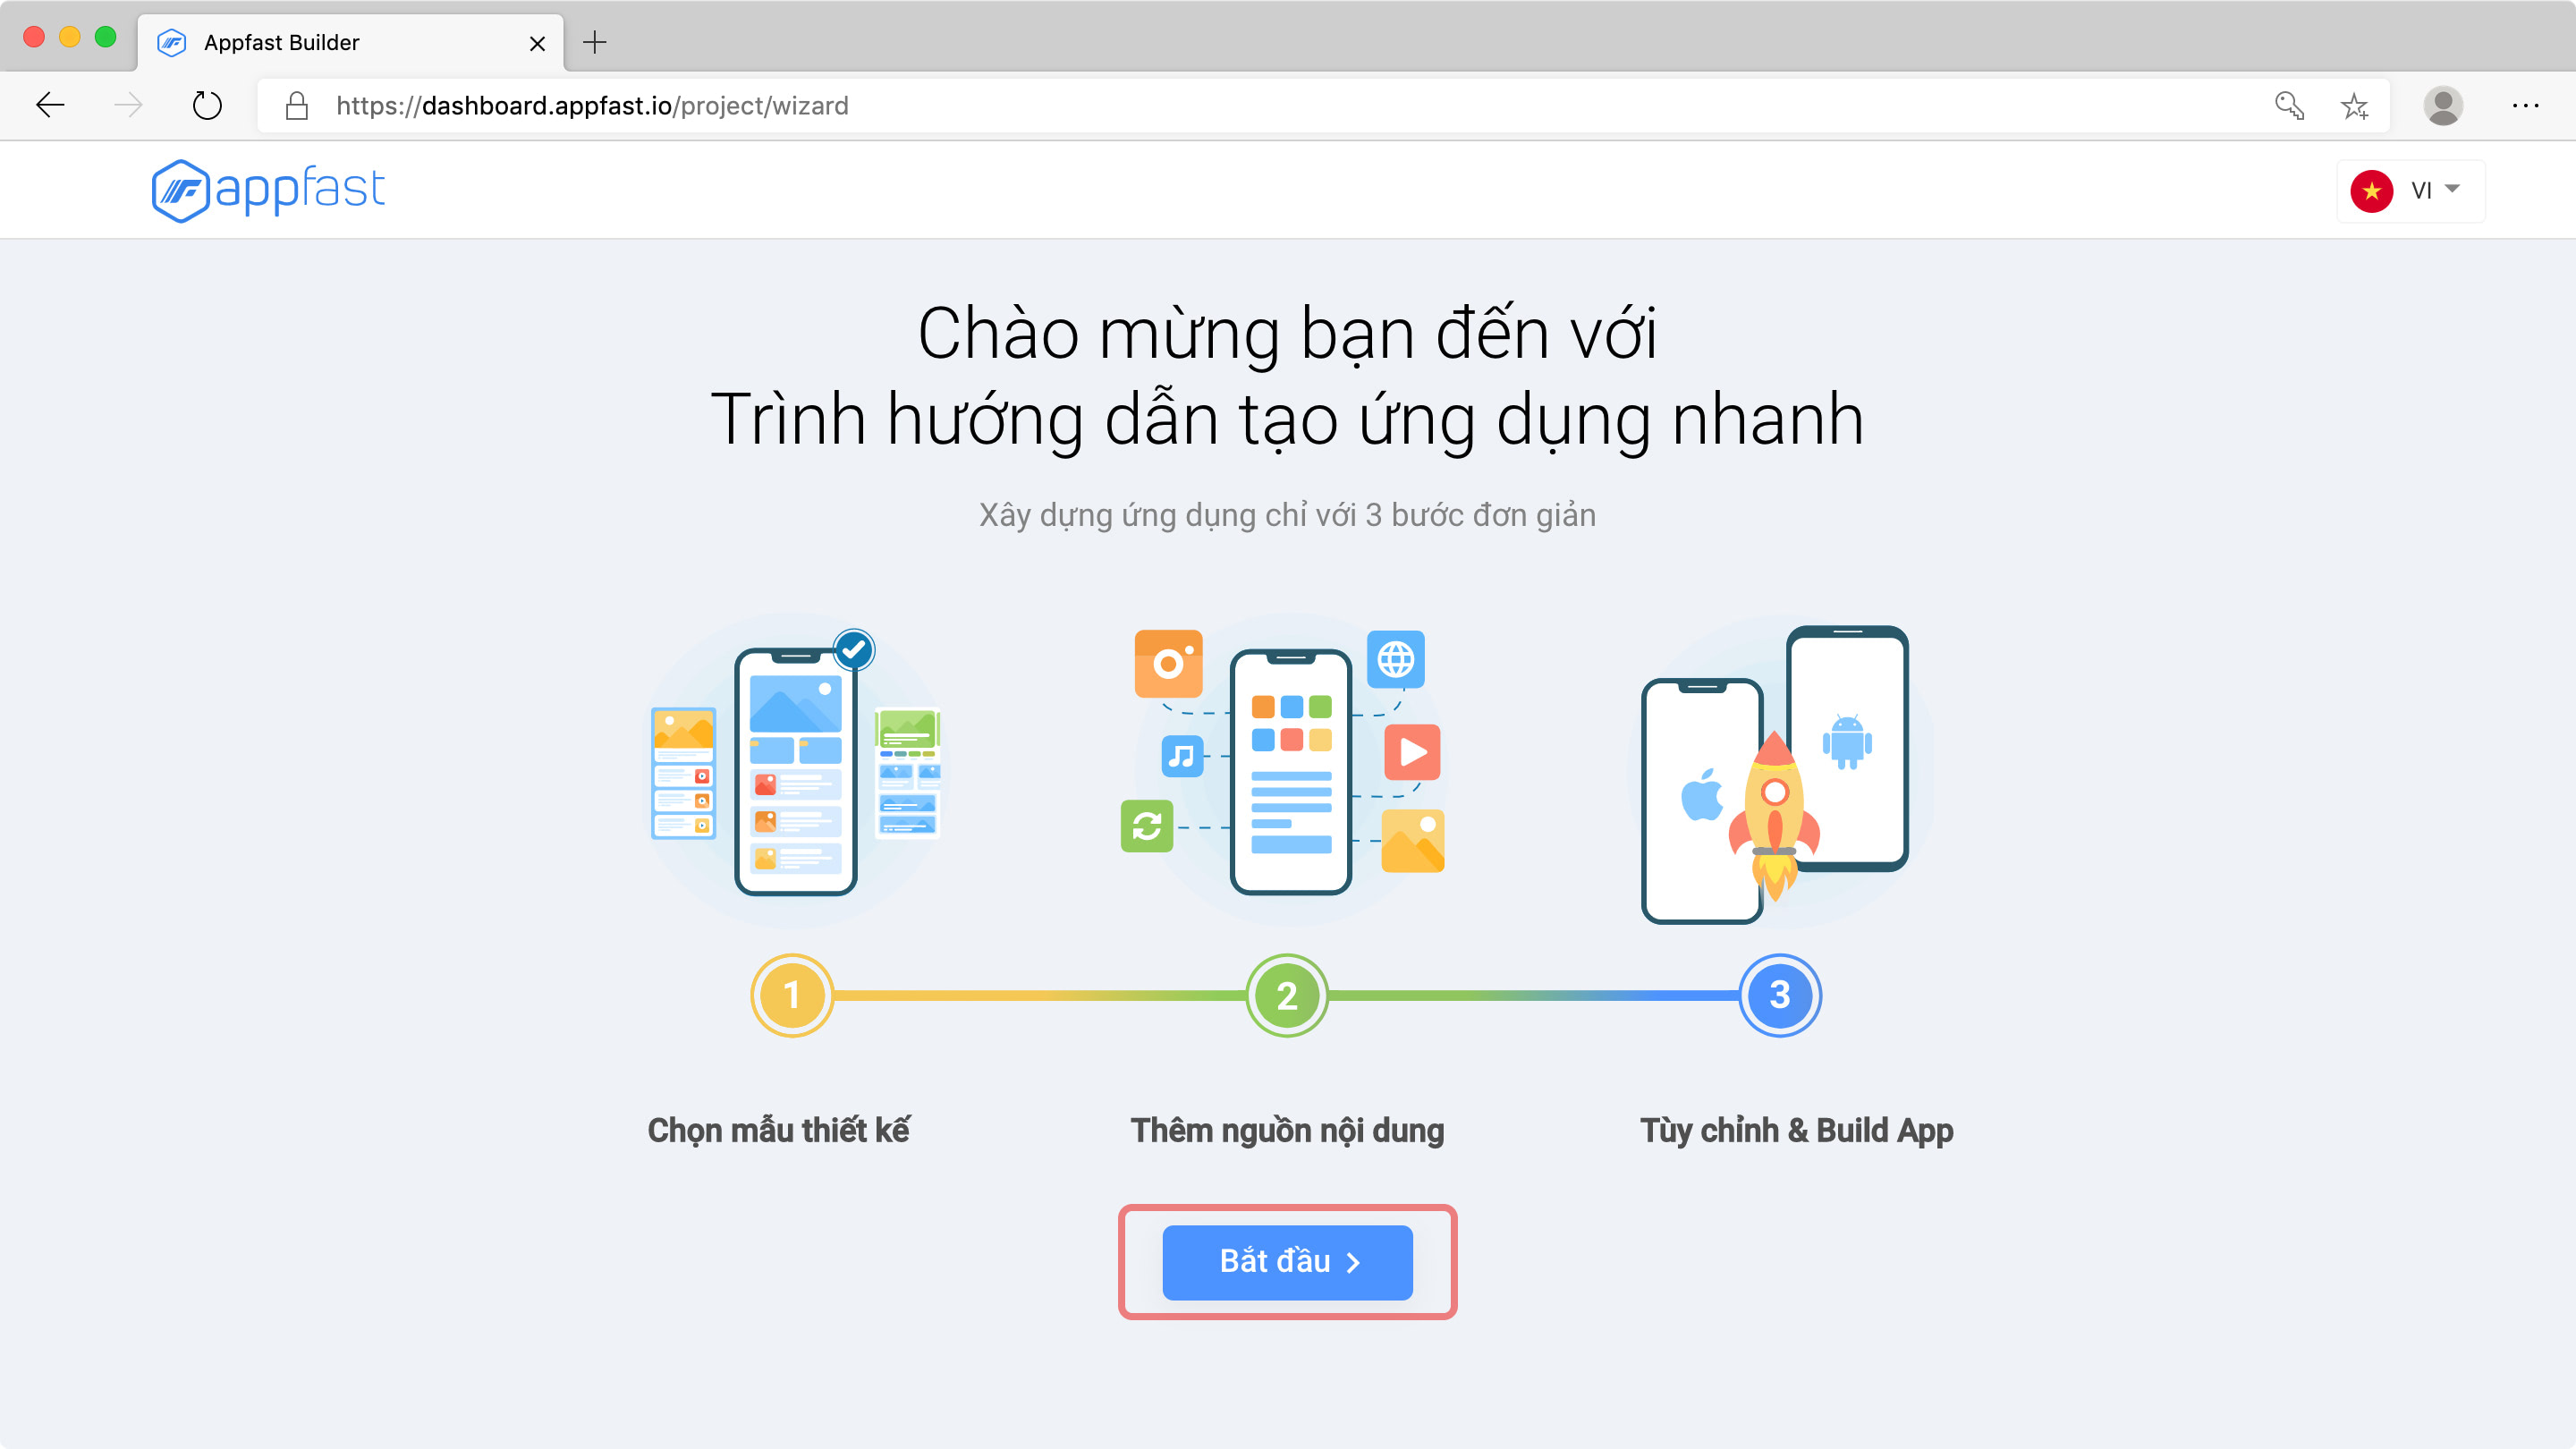 Appfast Builder
https://dashboard.appfast.io/project/wizard
appfast
VI
Chào mừng bạn đến với
Trình hướng dẫn tạo ứng dụng nhanh
Xây dựng ứng dụng chỉ với 3 bước đơn giản
1 2 3
Chọn mẫu thiết kế Thêm nguồn nội dung Tùy chỉnh & Build App
Bắt đầu